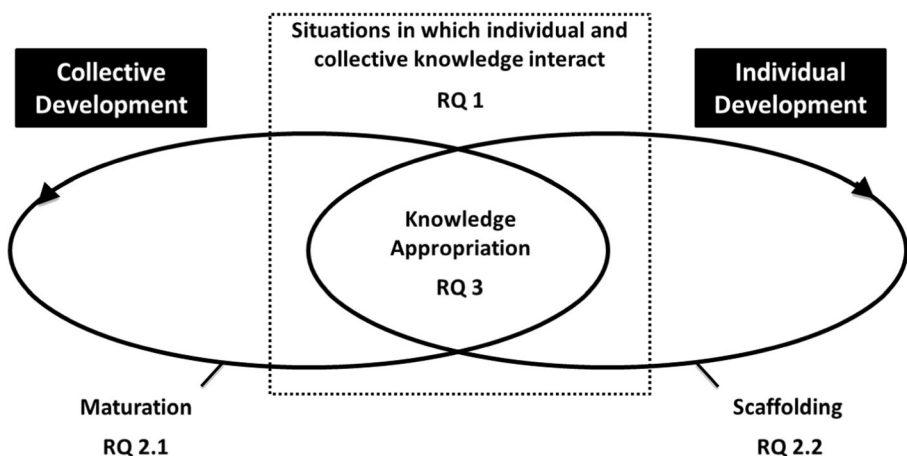 Situations in which individual and
collective knowledge interact
RQ 1
Collective
Development
Individual
Development
Knowledge
Appropriation
RQ 3
Maturation
RQ 2.1
Scaffolding
RQ 2.2